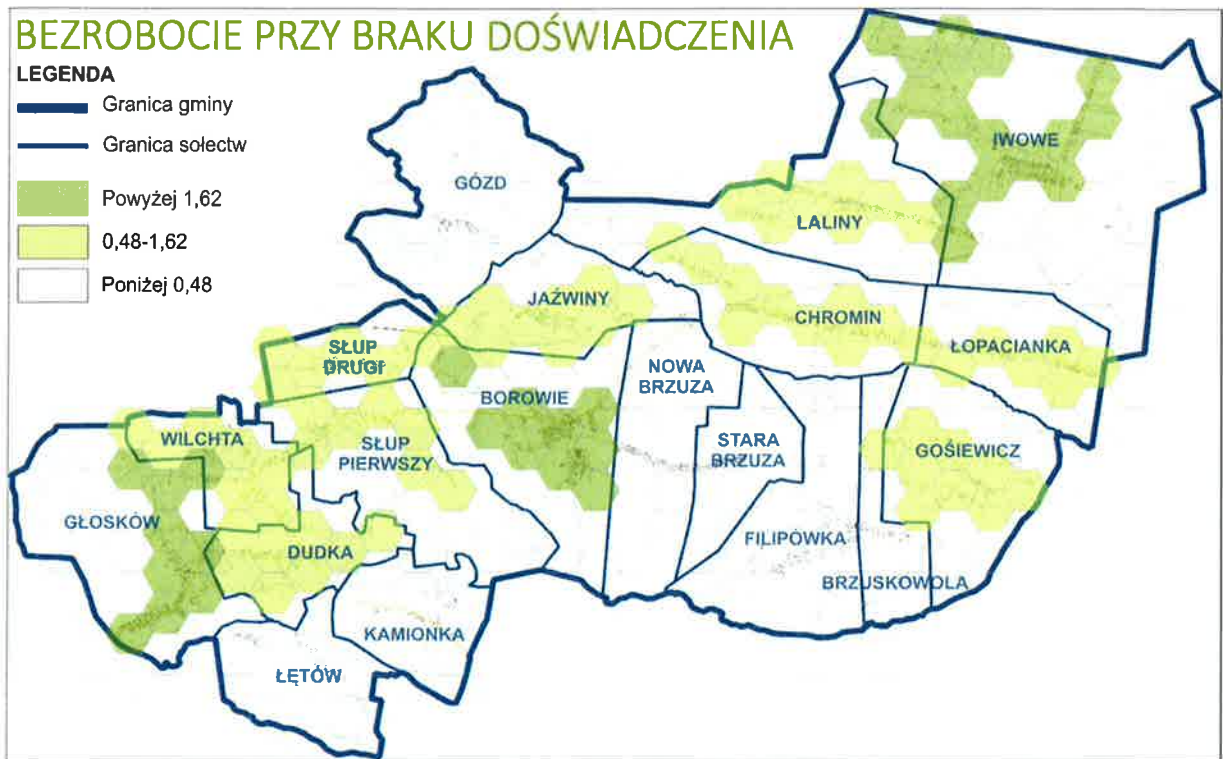 BEZROBOCIE PRZY BRAKU DOŚWIADCZENIA
LEGENDA
Granica gminy
Granica sołectw
Powyżej 1,62
0,48-1,62
Poniżej 0,48
IWOWE
GÓZD
ŁALINY
JAŹWINY
CHROMIN
ŁOPACIANKA
SŁUP
DRUGI
NOWA
BRZUZA
BOROWIE
WILCHTA
SŁUP
PIERWSZY
STARA
BRZUZA
GOŚIEWICZ
GŁOSKÓW
DUDKA
FILIPÓWKA
BRZUSKOWOLA
KAMIONKA
ŁĘTÓW